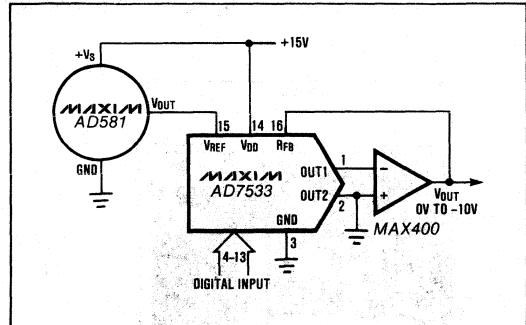 +15V
+VS
MAXIM
AD581
VOUT
GND
15 14 16
VREF VDD RFB
MAXIM
AD7533
OUT1
OUT2
GND
1
2
3
4-13
DIGITAL INPUT
−
+
VOUT
0V TO -10V
MAX400